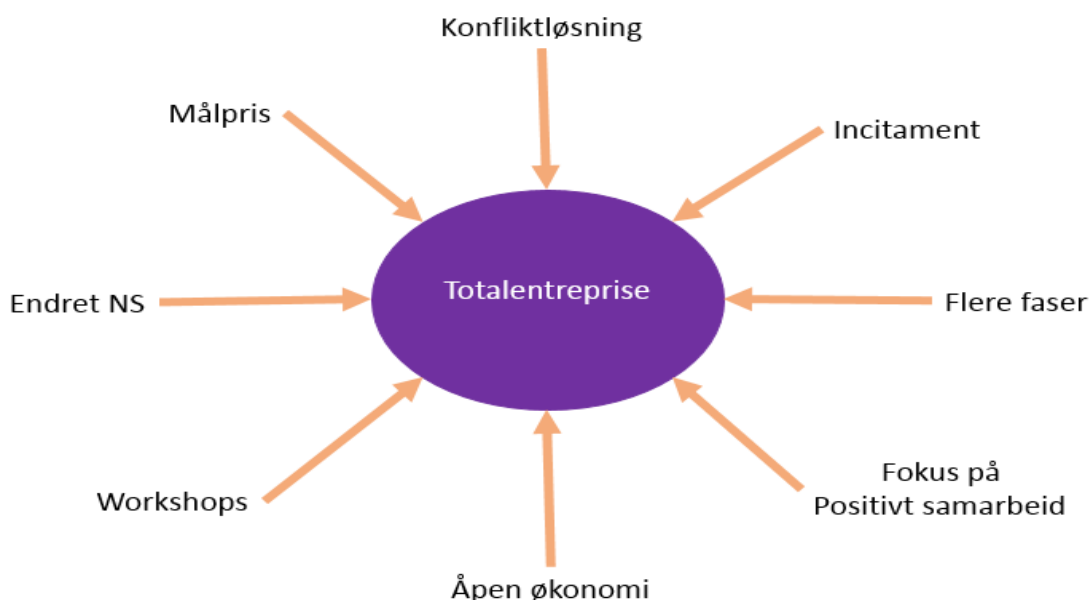 Konfliktløsning
Målpris
Incitament
Endret NS
Totalentreprise
Flere faser
Workshops
Fokus på
Positivt samarbeid
Åpen økonomi